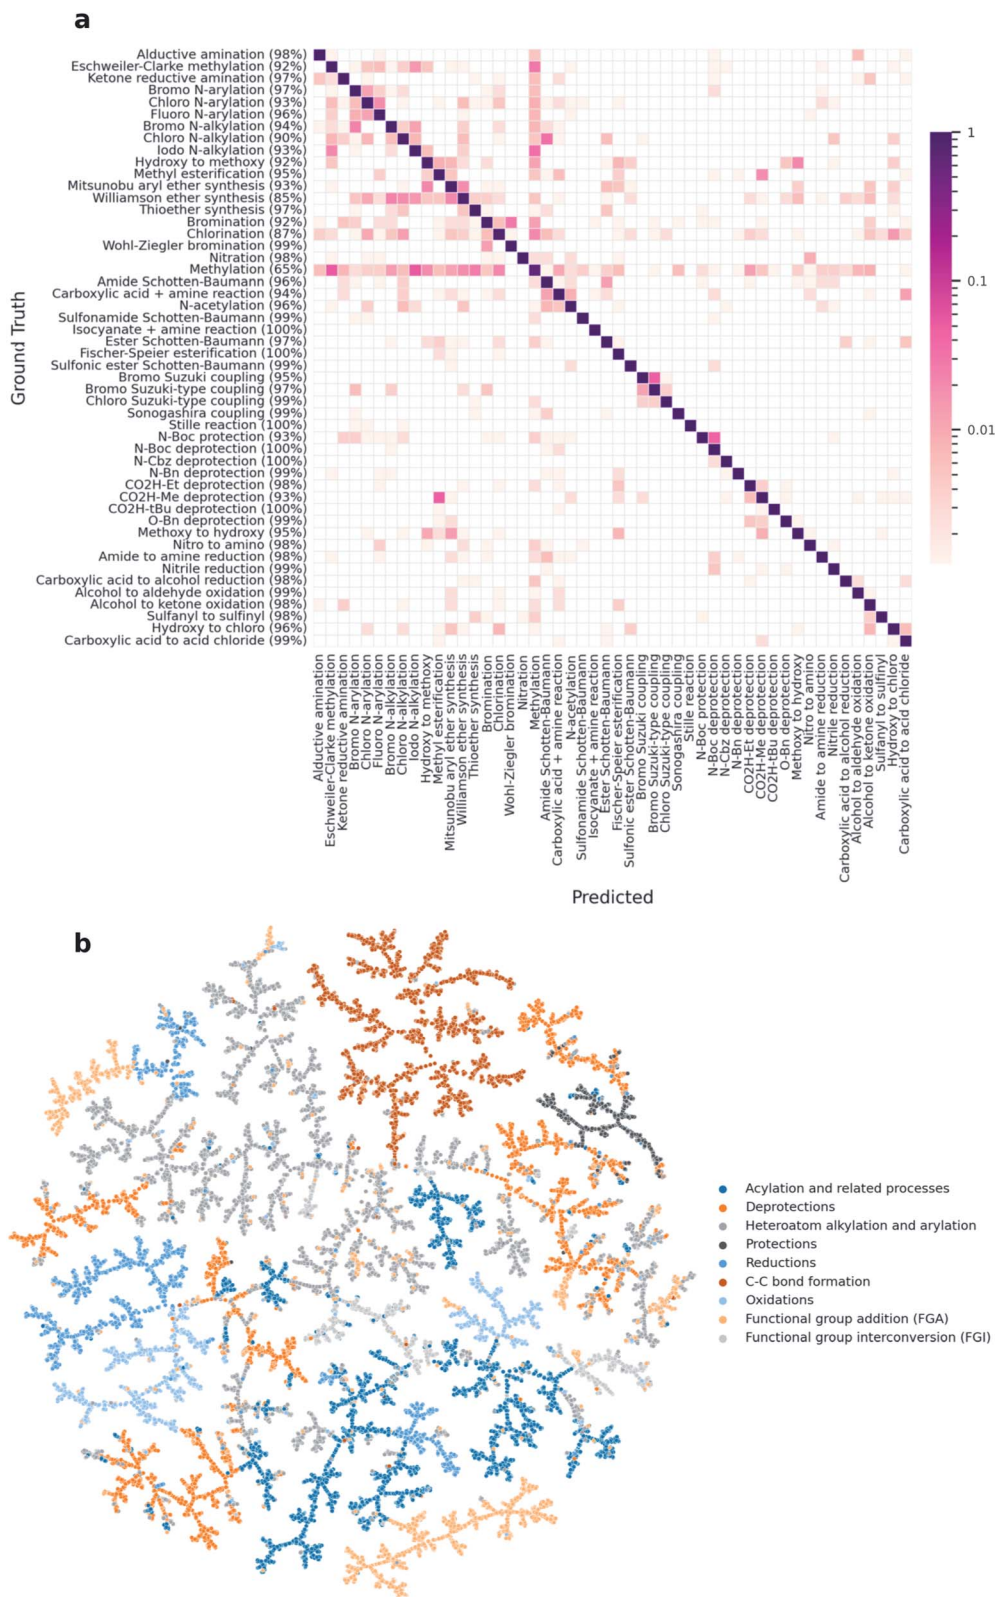 a
Alductive amination (98%)
Eschweiler-Clarke methylation (92%)
Ketone reductive amination (97%)
Bromo N-arylation (97%)
Chloro N-arylation (93%)
Fluoro N-arylation (96%)
Bromo N-alkylation (94%)
Chloro N-alkylation (90%)
Iodo N-alkylation (93%)
Hydroxy to methoxy (92%)
Methyl esterification (95%)
Mitsunobu aryl ether synthesis (93%)
Williamson ether synthesis (85%)
Thioether synthesis (97%)
Bromination (92%)
Chlorination (87%)
Wohl-Ziegler bromination (99%)
Nitration (98%)
Methylation (65%)
Amide Schotten-Baumann (96%)
Carboxylic acid + amine reaction (94%)
N-acetylation (96%)
Sulfonamide Schotten-Baumann (99%)
Isocyanate + amine reaction (100%)
Ester Schotten-Baumann (97%)
Fischer-Speier esterification (100%)
Sulfonic ester Schotten-Baumann (99%)
Bromo Suzuki coupling (95%)
Bromo Suzuki-type coupling (97%)
Chloro Suzuki-type coupling (99%)
Sonogashira coupling (99%)
Stille reaction (100%)
N-Boc protection (93%)
N-Boc deprotection (100%)
N-Cbz deprotection (100%)
N-Bn deprotection (99%)
CO2H-Et deprotection (98%)
CO2H-Me deprotection (93%)
CO2H-tBu deprotection (100%)
O-Bn deprotection (99%)
Methoxy to hydroxy (95%)
Nitro to amino (98%)
Amide to amine reduction (98%)
Nitrile reduction (99%)
Carboxylic acid to alcohol reduction (98%)
Alcohol to aldehyde oxidation (99%)
Alcohol to ketone oxidation (98%)
Sulfanyl to sulfinyl (98%)
Hydroxy to chloro (96%)
Carboxylic acid to acid chloride (99%)
Ground Truth
1
0.1
0.01
Alductive amination
Eschweiler-Clarke methylation
Ketone reductive amination
Bromo N-arylation
Chloro N-arylation
Fluoro N-arylation
Bromo N-alkylation
Chloro N-alkylation
Iodo N-alkylation
Hydroxy to methoxy
Methyl esterification
Mitsunobu aryl ether synthesis
Williamson ether synthesis
Thioether synthesis
Bromination
Chlorination
Wohl-Ziegler bromination
Nitration
Methylation
Amide Schotten-Baumann
Carboxylic acid + amine reaction
N-acetylation
Sulfonamide Schotten-Baumann
Isocyanate + amine reaction
Ester Schotten-Baumann
Fischer-Speier esterification
Sulfonic ester Schotten-Baumann
Bromo Suzuki coupling
Bromo Suzuki-type coupling
Chloro Suzuki-type coupling
Sonogashira coupling
Stille reaction
N-Boc protection
N-Boc deprotection
N-Cbz deprotection
N-Bn deprotection
CO2H-Et deprotection
CO2H-Me deprotection
CO2H-tBu deprotection
O-Bn deprotection
Methoxy to hydroxy
Nitro to amino
Amide to amine reduction
Nitrile reduction
Carboxylic acid to alcohol reduction
Alcohol to aldehyde oxidation
Alcohol to ketone oxidation
Sulfanyl to sulfinyl
Hydroxy to chloro
Carboxylic acid to acid chloride
Predicted
b
Acylation and related processes
Deprotections
Heteroatom alkylation and arylation
Protections
Reductions
C-C bond formation
Oxidations
Functional group addition (FGA)
Functional group interconversion (FGI)